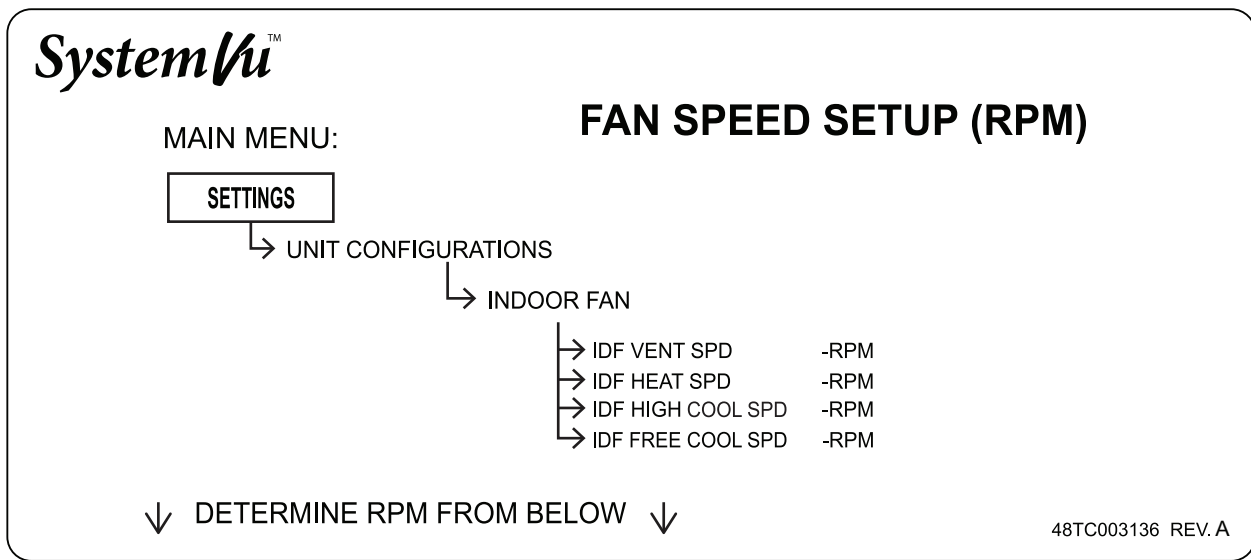 SystemVu™
FAN SPEED SETUP (RPM)
MAIN MENU:
SETTINGS
UNIT CONFIGURATIONS
INDOOR FAN
IDF VENT SPD -RPM
IDF HEAT SPD -RPM
IDF HIGH COOL SPD -RPM
IDF FREE COOL SPD -RPM
DETERMINE RPM FROM BELOW
48TC003136 REV. A